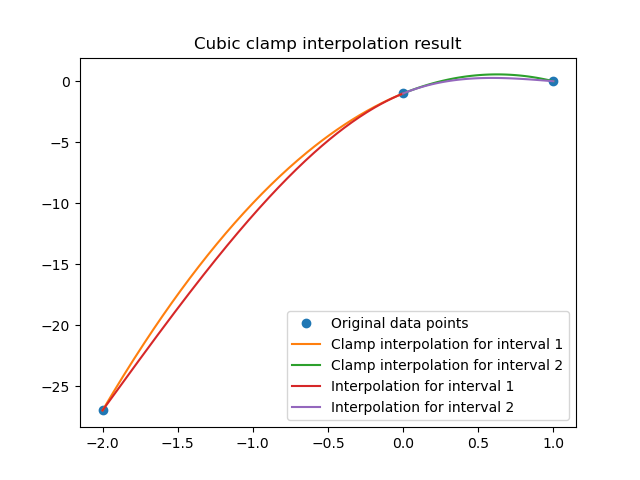 Cubic clamp interpolation result
0
−5
−10
−15
−20
−25
Original data points
Clamp interpolation for interval 1
Clamp interpolation for interval 2
Interpolation for interval 1
Interpolation for interval 2
−2.0 −1.5 −1.0 −0.5 0.0 0.5 1.0